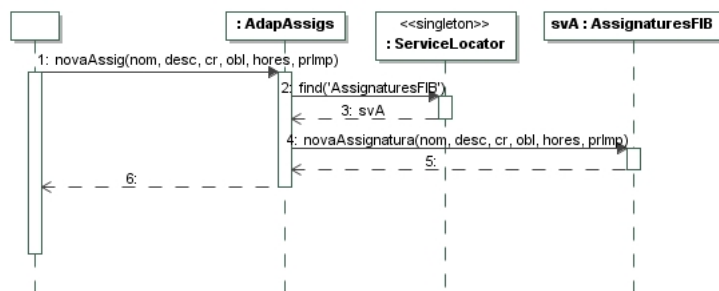 : AdapAssigs
<<singleton>>
: ServiceLocator
svA : AssignaturesFIB
1: novaAssig(nom, desc, cr, obl, hores, prImp)
2: find('AssignaturesFIB')
3: svA
4: novaAssignatura(nom, desc, cr, obl, hores, prImp)
5:
6: